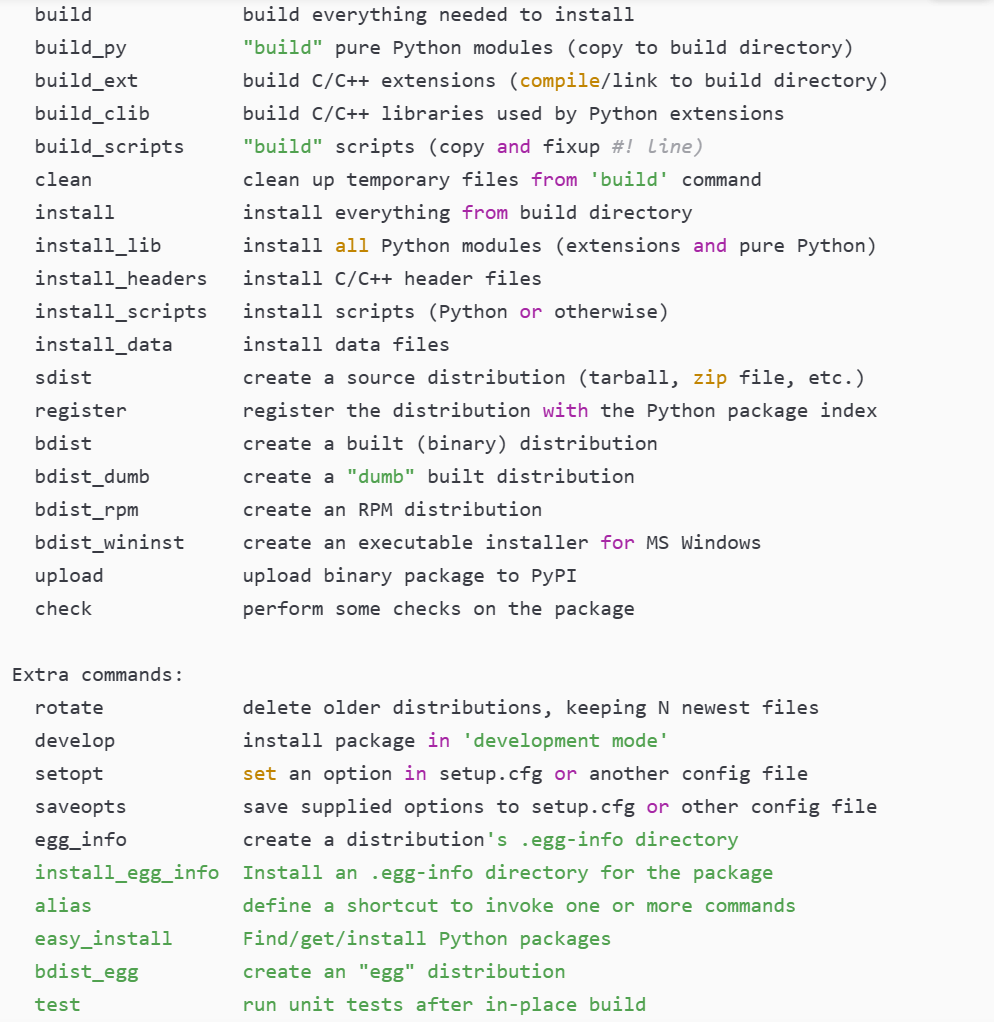 build             build everything needed to install
build_py          "build" pure Python modules (copy to build directory)
build_ext         build C/C++ extensions (compile/link to build directory)
build_clib        build C/C++ libraries used by Python extensions
build_scripts     "build" scripts (copy and fixup #! line)
clean             clean up temporary files from 'build' command
install           install everything from build directory
install_lib       install all Python modules (extensions and pure Python)
install_headers   install C/C++ header files
install_scripts   install scripts (Python or otherwise)
install_data      install data files
sdist             create a source distribution (tarball, zip file, etc.)
register          register the distribution with the Python package index
bdist             create a built (binary) distribution
bdist_dumb        create a "dumb" built distribution
bdist_rpm         create an RPM distribution
bdist_wininst     create an executable installer for MS Windows
upload            upload binary package to PyPI
check             perform some checks on the package
Extra commands:
rotate            delete older distributions, keeping N newest files
develop           install package in 'development mode'
setopt            set an option in setup.cfg or another config file
saveopts          save supplied options to setup.cfg or other config file
egg_info          create a distribution's .egg-info directory
install_egg_info  Install an .egg-info directory for the package
alias             define a shortcut to invoke one or more commands
easy_install      Find/get/install Python packages
bdist_egg         create an "egg" distribution
test              run unit tests after in-place build